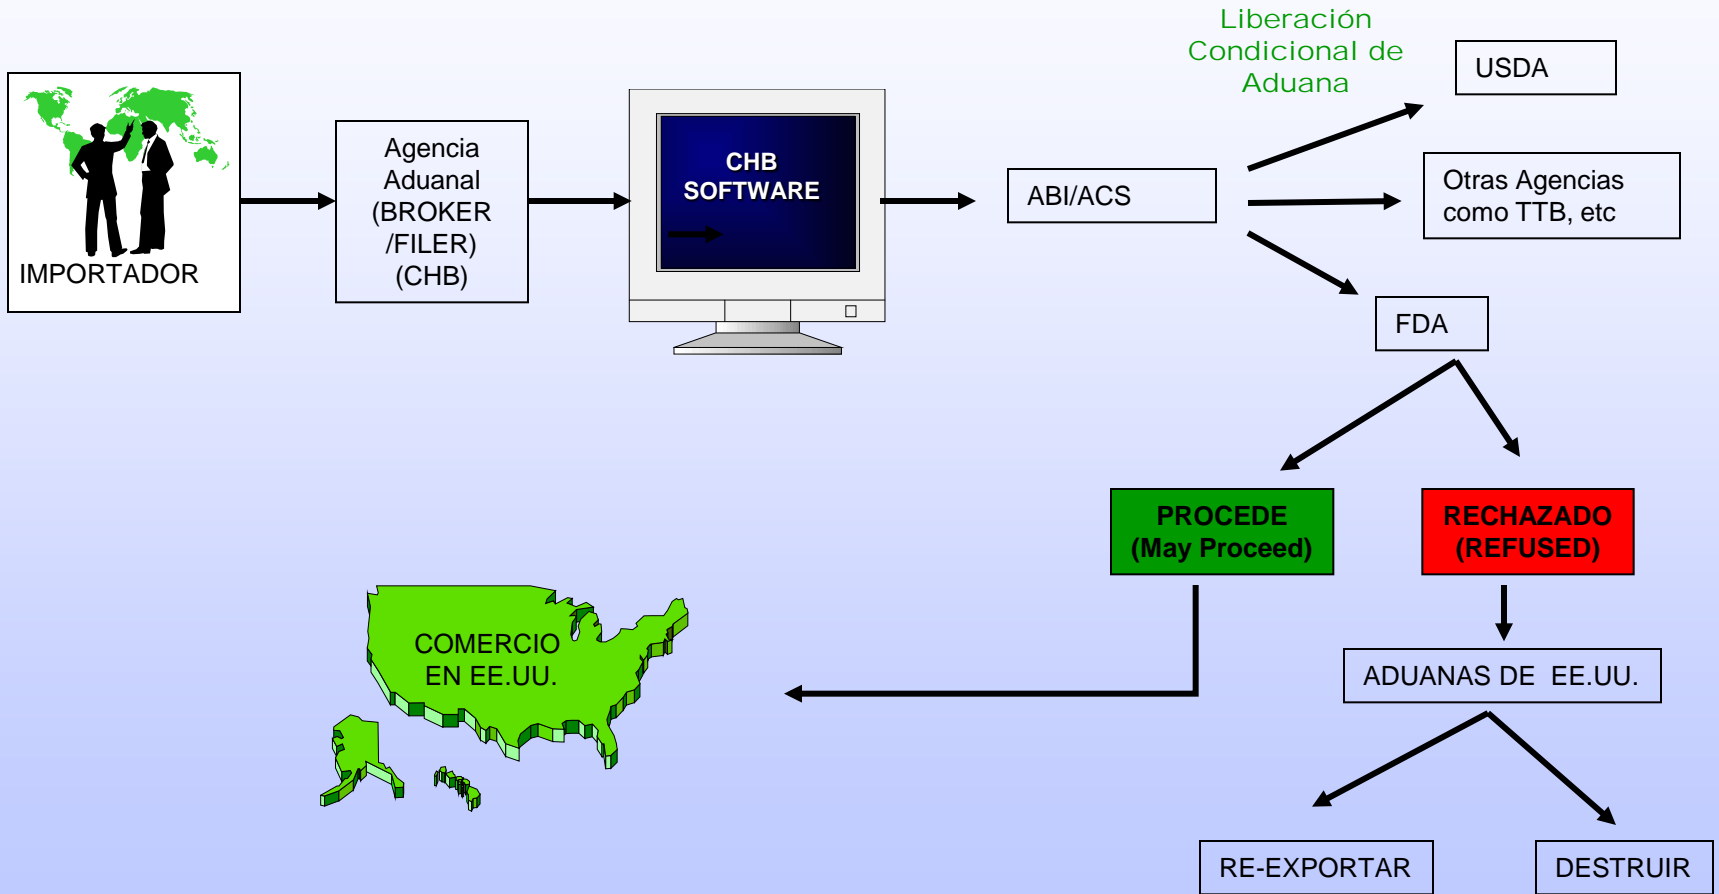 Liberación
Condicional de
Aduana
USDA
IMPORTADOR
Agencia
Aduanal
(BROKER
/FILER)
(CHB)
CHB
SOFTWARE
ABI/ACS
Otras Agencias
como TTB, etc
FDA
PROCEDE
(May Proceed)
RECHAZADO
(REFUSED)
COMERCIO
EN EE.UU.
ADUANAS DE  EE.UU.
RE-EXPORTAR
DESTRUIR